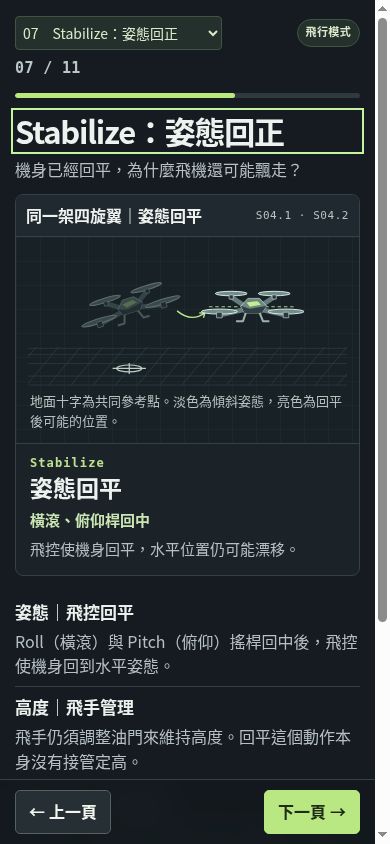 07 Stabilize：姿態回正
飛行模式
07 / 11
Stabilize：姿態回正
機身已經回平，為什麼飛機還可能飄走？
同一架四旋翼｜姿態回平
S04.1 · S04.2
地面十字為共同參考點。淡色為傾斜姿態，亮色為回平
後可能的位置。
Stabilize
姿態回平
橫滾、俯仰桿回中
飛控使機身回平，水平位置仍可能漂移。
姿態｜飛控回平
Roll（橫滾）與 Pitch（俯仰）搖桿回中後，飛控
使機身回到水平姿態。
高度｜飛手管理
飛手仍須調整油門來維持高度。回平這個動作本
身沒有接管定高。
← 上一頁
下一頁 →